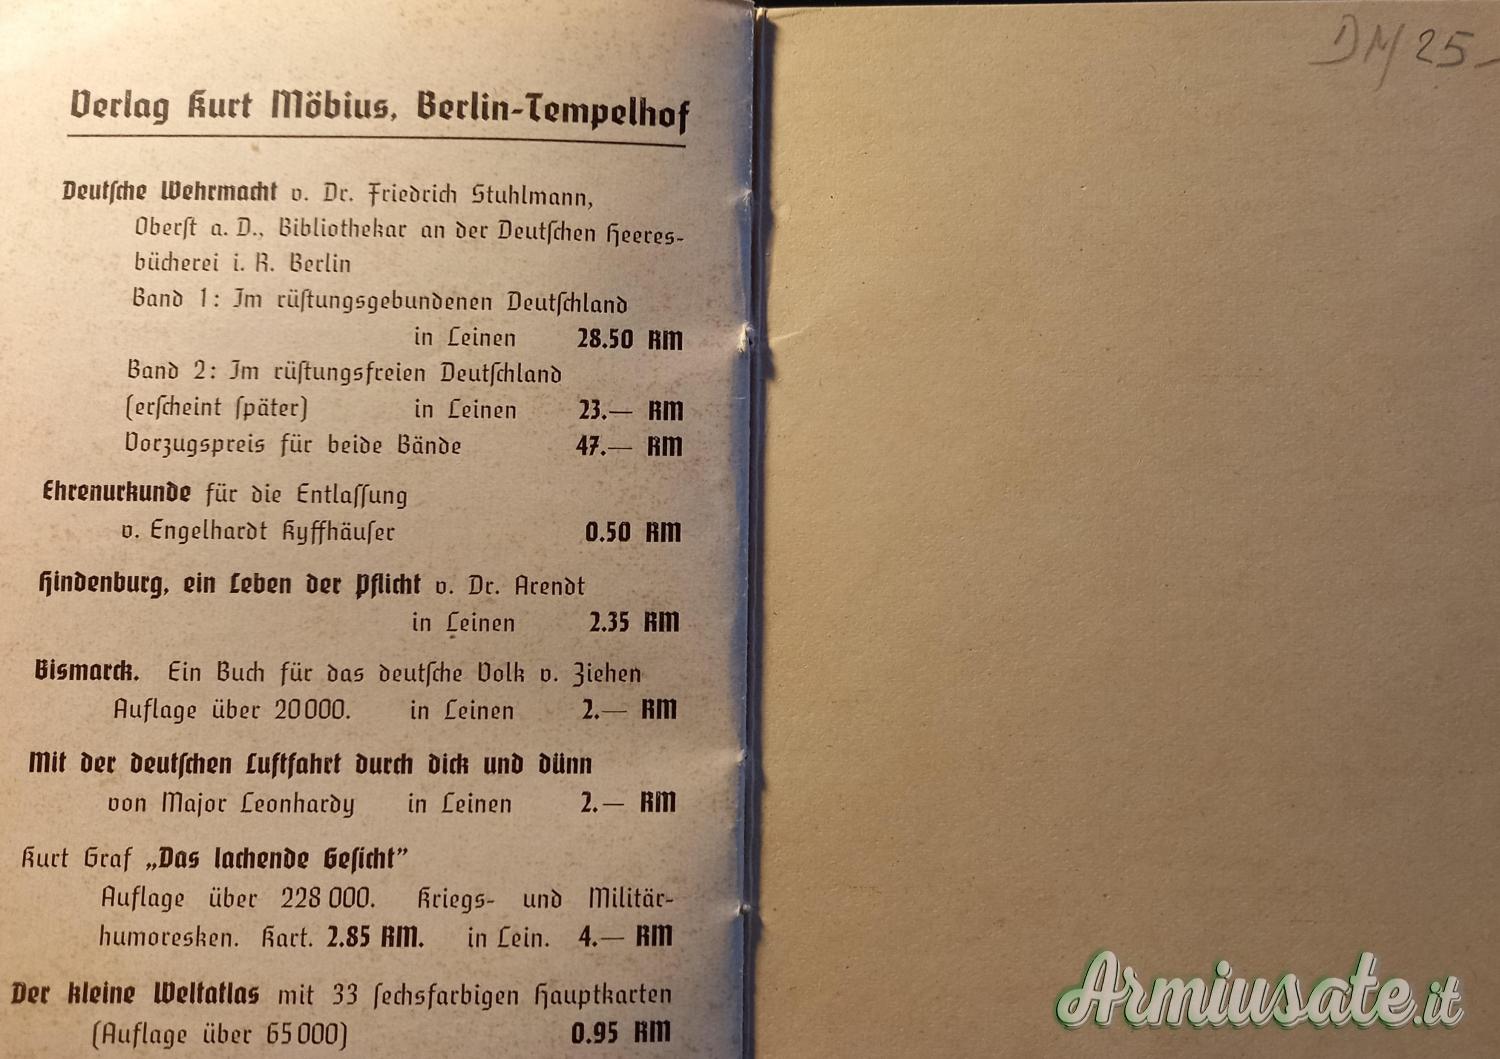 Verlag Kurt Möbius, Berlin-Tempelhof
Deutſche Wehrmacht v. Dr. Friedrich Stuhlmann,
Oberſt a. D., Bibliothekar an der Deutſchen Heeres-
bücherei i. R. Berlin
Band 1: Im rüſtungsgebundenen Deutſchland
in Leinen 28.50 RM
Band 2: Im rüſtungsfreien Deutſchland
(erſcheint ſpäter) in Leinen 23.— RM
Vorzugspreis für beide Bände 47.— RM
Ehrenurkunde für die Entlaſſung
v. Engelhardt Kyffhäuſer 0.50 RM
Hindenburg, ein Leben der Pflicht v. Dr. Arendt
in Leinen 2.35 RM
Bismarck. Ein Buch für das deutſche Volk v. Ziehen
Auflage über 20000. in Leinen 2.— RM
Mit der deutſchen Luftfahrt durch dick und dünn
von Major Leonhardy in Leinen 2.— RM
Kurt Graf „Das lachende Geſicht”
Auflage über 228000. Kriegs- und Militär-
humoresken. Kart. 2.85 RM. in Lein. 4.— RM
Der kleine Weltatlas mit 33 ſechsfarbigen Hauptkarten
(Auflage über 65000) 0.95 RM
DM 25-
Armiusate.it